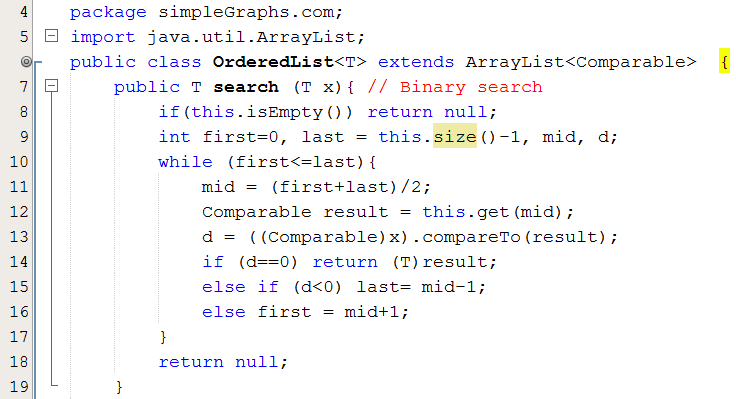 4 package simpleGraphs.com;
5 import java.util.ArrayList;
public class OrderedList<T> extends ArrayList<Comparable> {
7 public T search (T x){ // Binary search
8 if(this.isEmpty()) return null;
9 int first=0, last = this.size()-1, mid, d;
10 while (first<=last){
11 mid = (first+last)/2;
12 Comparable result = this.get(mid);
13 d = ((Comparable)x).compareTo(result);
14 if (d==0) return (T)result;
15 else if (d<0) last= mid-1;
16 else first = mid+1;
17 }
18 return null;
19 }